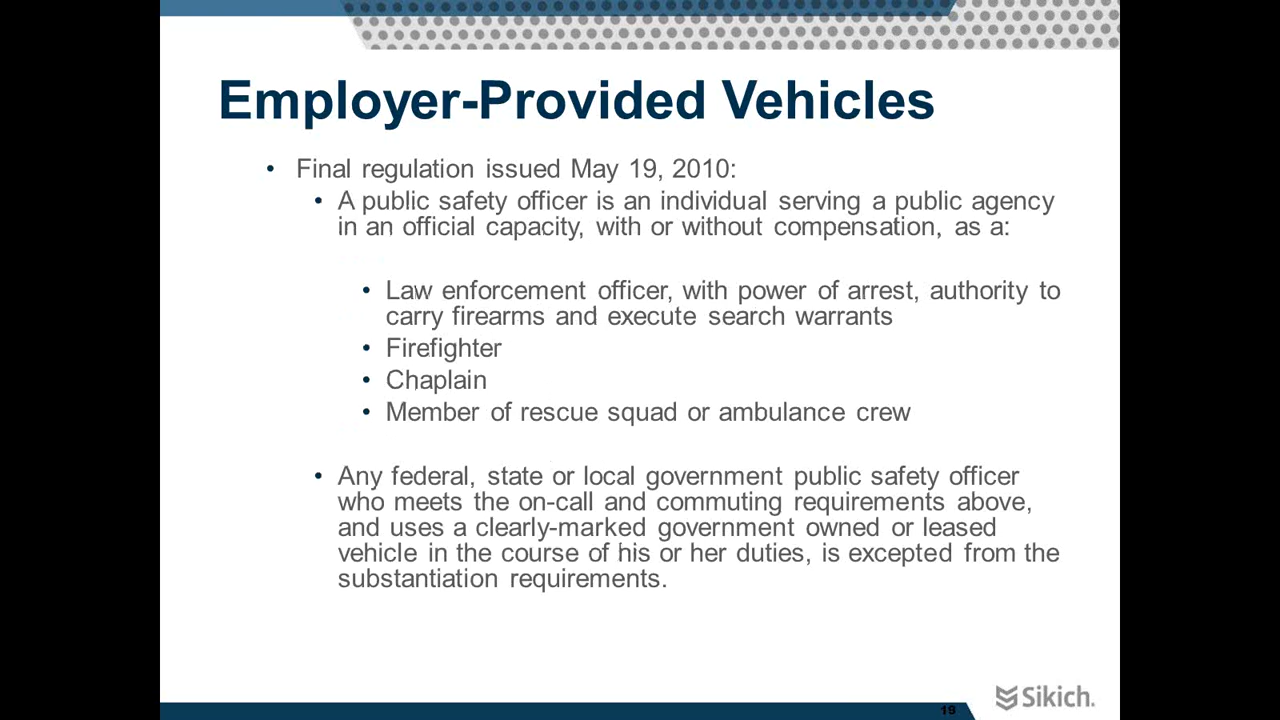 Employer-Provided Vehicles
• Final regulation issued May 19, 2010:
• A public safety officer is an individual serving a public agency
in an official capacity, with or without compensation, as a:
• Law enforcement officer, with power of arrest, authority to
carry firearms and execute search warrants
• Firefighter
• Chaplain
• Member of rescue squad or ambulance crew
• Any federal, state or local government public safety officer
who meets the on-call and commuting requirements above,
and uses a clearly-marked government owned or leased
vehicle in the course of his or her duties, is excepted from the
substantiation requirements.
Sikich.
19